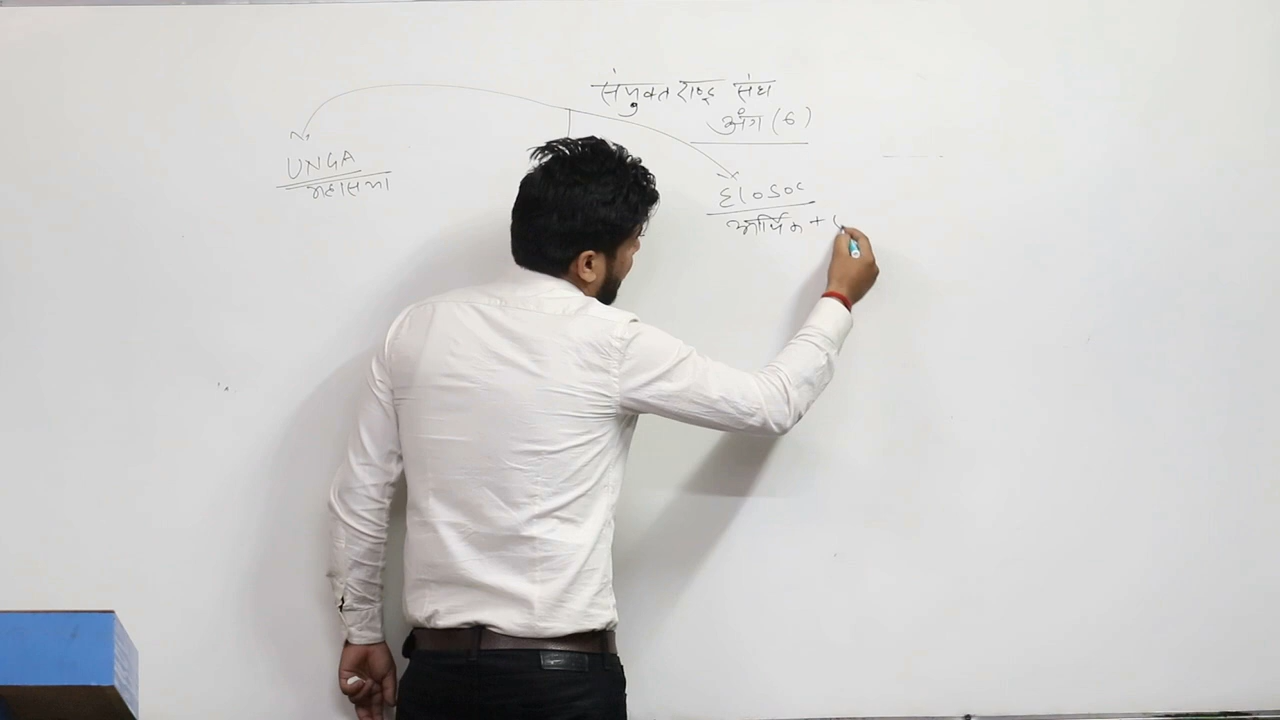 संयुक्त राष्ट्र संघ
अंग (6)
UNGA
महासभा
ECOSOC
आर्थिक +